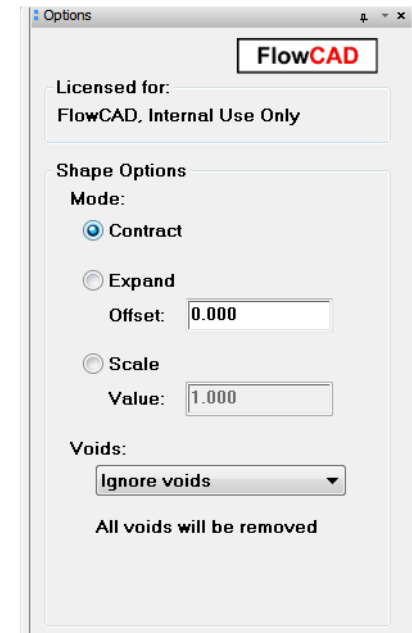 Options
FlowCAD
Licensed for:
FlowCAD, Internal Use Only
Shape Options
Mode:
Contract
Expand
Offset: 0.000
Scale
Value: 1.000
Voids:
Ignore voids
All voids will be removed